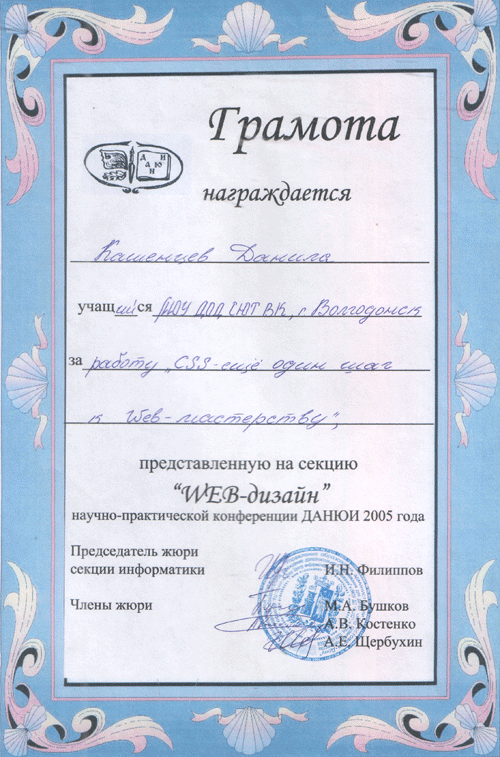 Грамота
ДАНЮИ
награждается
Кашенцев Данила
учащийся МОУ ДОД СЮТ ВК, г. Волгодонск
за работу „CSS - ещё один шаг
к Web-мастерству",
представленную на секцию
“WEB-дизайн”
научно-практической конференции ДАНЮИ 2005 года
Председатель жюри
секции информатики И.Н. Филиппов
Члены жюри М.А. Бушков
А.В. Костенко
А.Е. Щербухин